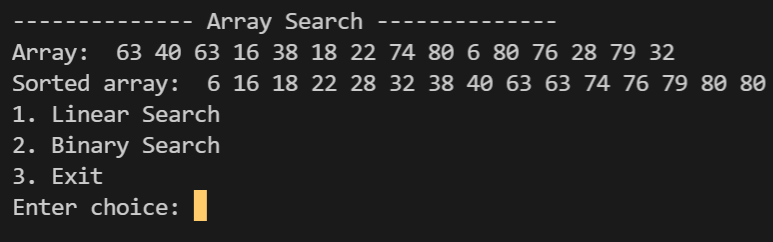 -------------- Array Search --------------
Array:  63 40 63 16 38 18 22 74 80 6 80 76 28 79 32
Sorted array:  6 16 18 22 28 32 38 40 63 63 74 76 79 80 80
1. Linear Search
2. Binary Search
3. Exit
Enter choice: